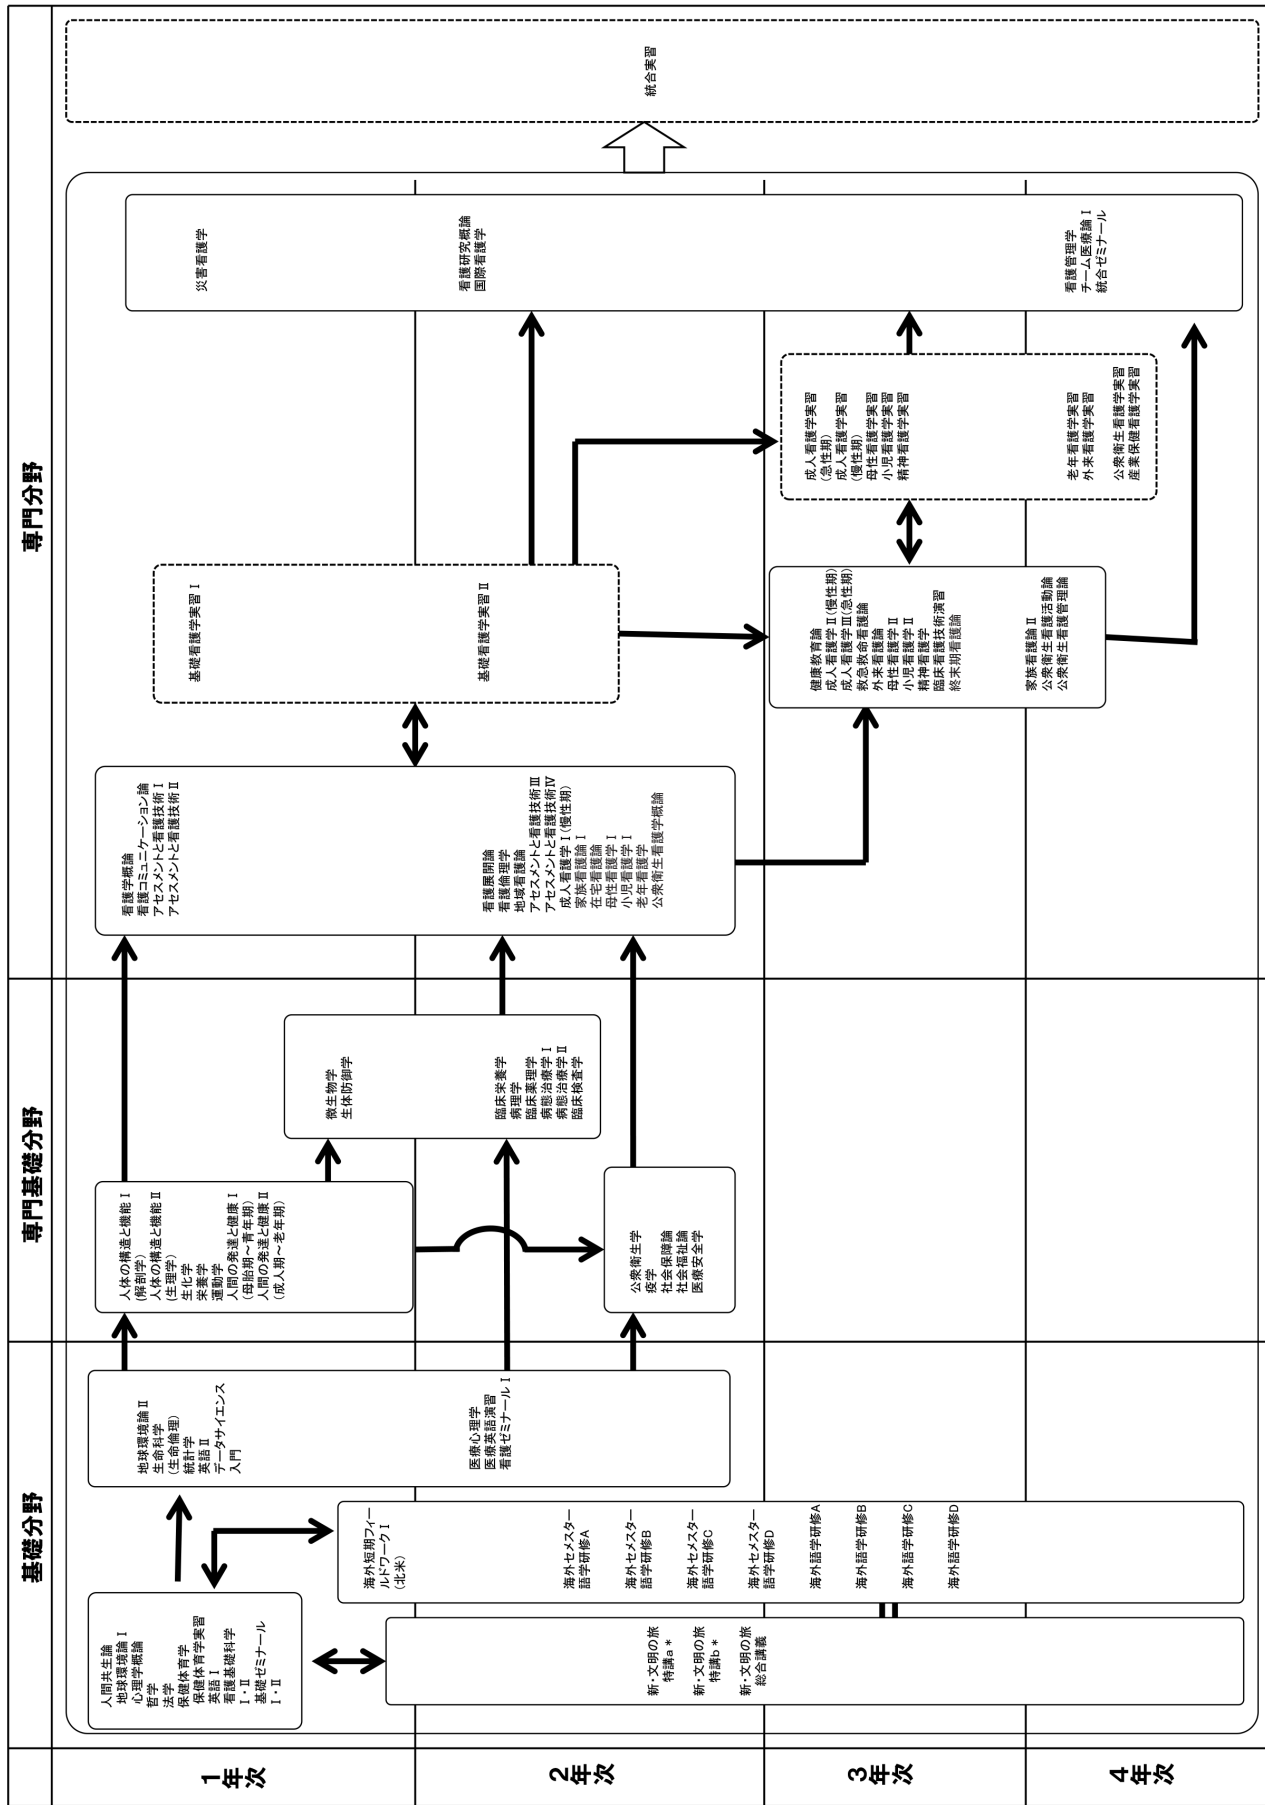 基礎分野
専門基礎分野
専門分野
1年次
2年次
3年次
4年次
人間共生論
地球環境論Ⅰ
心理学概論
哲学
法学
保健体育学
保健体育学実習
英語Ⅰ
看護基礎科学
Ⅰ・Ⅱ
基礎ゼミナール
Ⅰ・Ⅱ
新・文明の旅
特講a*
新・文明の旅
特講b*
新・文明の旅
総合講義
海外短期フィー
ルドワークⅠ
(北米)
海外セメスター
語学研修A
海外セメスター
語学研修B
海外セメスター
語学研修C
海外セメスター
語学研修D
海外語学研修A
海外語学研修B
海外語学研修C
海外語学研修D
地球環境論Ⅱ
生命科学
(生命倫理)
統計学
英語Ⅱ
データサイエンス
入門
医療心理学
医療英語演習
看護ゼミナールⅠ
人体の構造と機能Ⅰ
(解剖学)
人体の構造と機能Ⅱ
(生理学)
生化学
栄養学
運動学
人間の発達と健康Ⅰ
(母胎期～青年期)
人間の発達と健康Ⅱ
(成人期～老年期)
公衆衛生学
疫学
社会保障論
社会福祉論
医療安全学
微生物学
生体防御学
臨床栄養学
病理学
臨床薬理学
病態治療学Ⅰ
病態治療学Ⅱ
臨床検査学
看護学概論
看護コミュニケーション論
アセスメントと看護技術Ⅰ
アセスメントと看護技術Ⅱ
看護展開論
看護倫理学
地域看護論
アセスメントと看護技術Ⅲ
アセスメントと看護技術Ⅳ
成人看護学Ⅰ(慢性期)
家族看護論Ⅰ
在宅看護論
母性看護学Ⅰ
小児看護学Ⅰ
老年看護学
公衆衛生看護学概論
基礎看護学実習Ⅰ
基礎看護学実習Ⅱ
健康教育論
成人看護学Ⅱ(慢性期)
成人看護学Ⅲ(急性期)
救急救命看護論
外来看護論
母性看護学Ⅱ
小児看護学Ⅱ
精神看護学
臨床看護技術演習
終末期看護論
家族看護論Ⅱ
公衆衛生看護活動論
公衆衛生看護管理論
成人看護学実習
(急性期)
成人看護学実習
(慢性期)
母性看護学実習
小児看護学実習
精神看護学実習
老年看護学実習
外来看護学実習
公衆衛生看護学実習
産業保健看護学実習
災害看護学
看護研究概論
国際看護学
看護管理学
チーム医療論Ⅰ
統合ゼミナール
統合実習